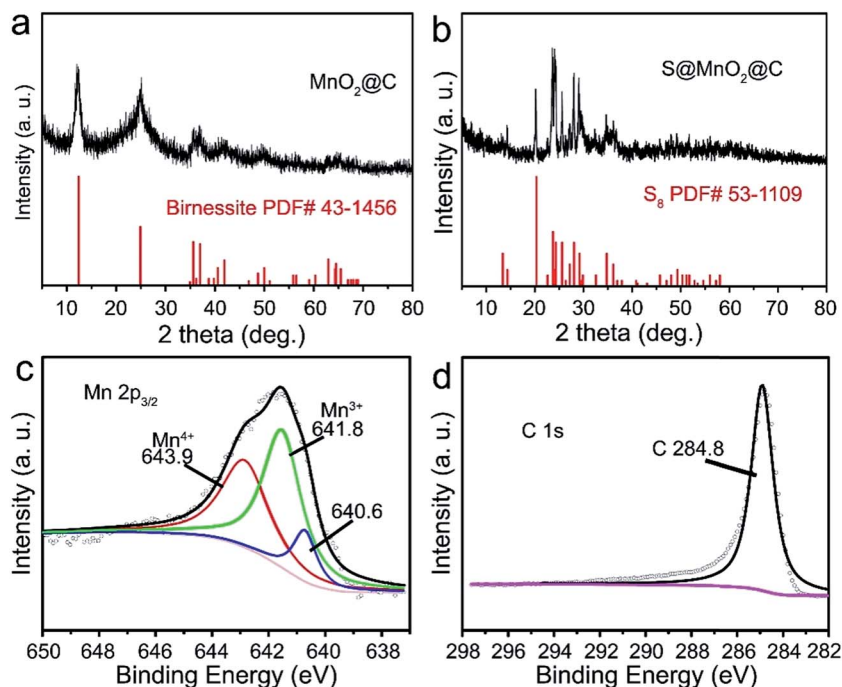 a
MnO₂@C
Birnessite PDF# 43-1456
Intensity (a. u.)
10 20 30 40 50 60 70 80
2 theta (deg.)
b
S@MnO₂@C
S₈ PDF# 53-1109
Intensity (a. u.)
10 20 30 40 50 60 70 80
2 theta (deg.)
c
Mn 2p₃/₂
Mn⁴⁺
643.9
Mn³⁺
641.8
640.6
Intensity (a. u.)
650 648 646 644 642 640 638
Binding Energy (eV)
d
C 1s
C 284.8
Intensity (a. u.)
298 296 294 292 290 288 286 284 282
Binding Energy (eV)